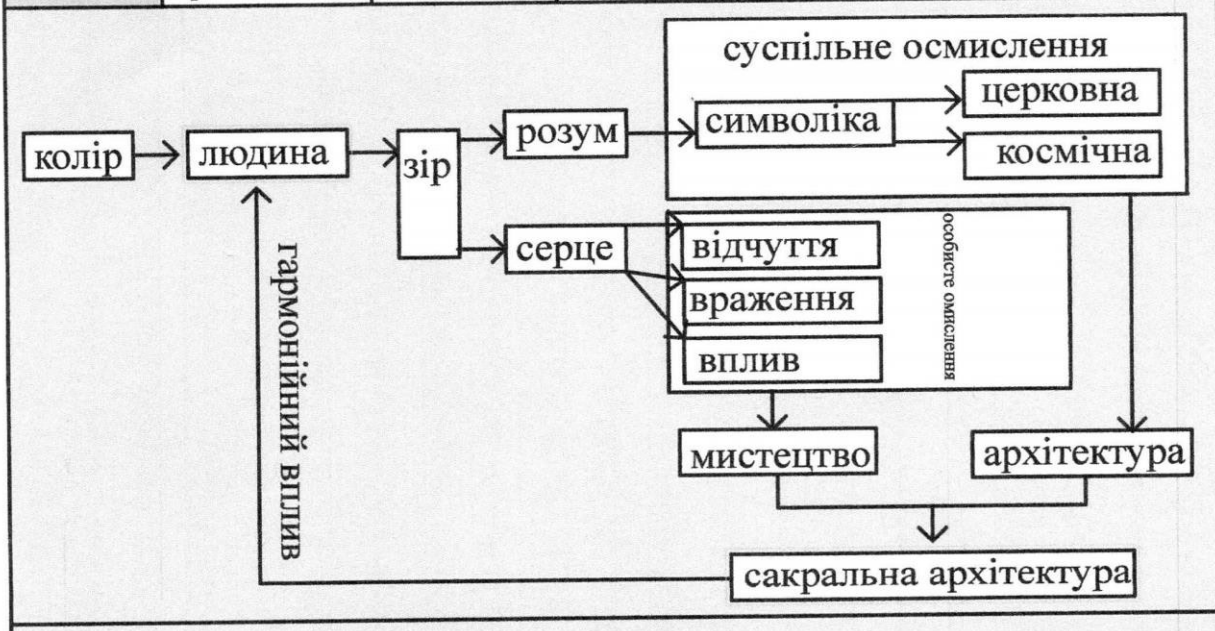 суспільне осмислення
церковна
символіка
космічна
колір
людина
зір
розум
серце
відчуття
враження
вплив
особисте омислення
гармонійний вплив
мистецтво
архітектура
сакральна архітектура